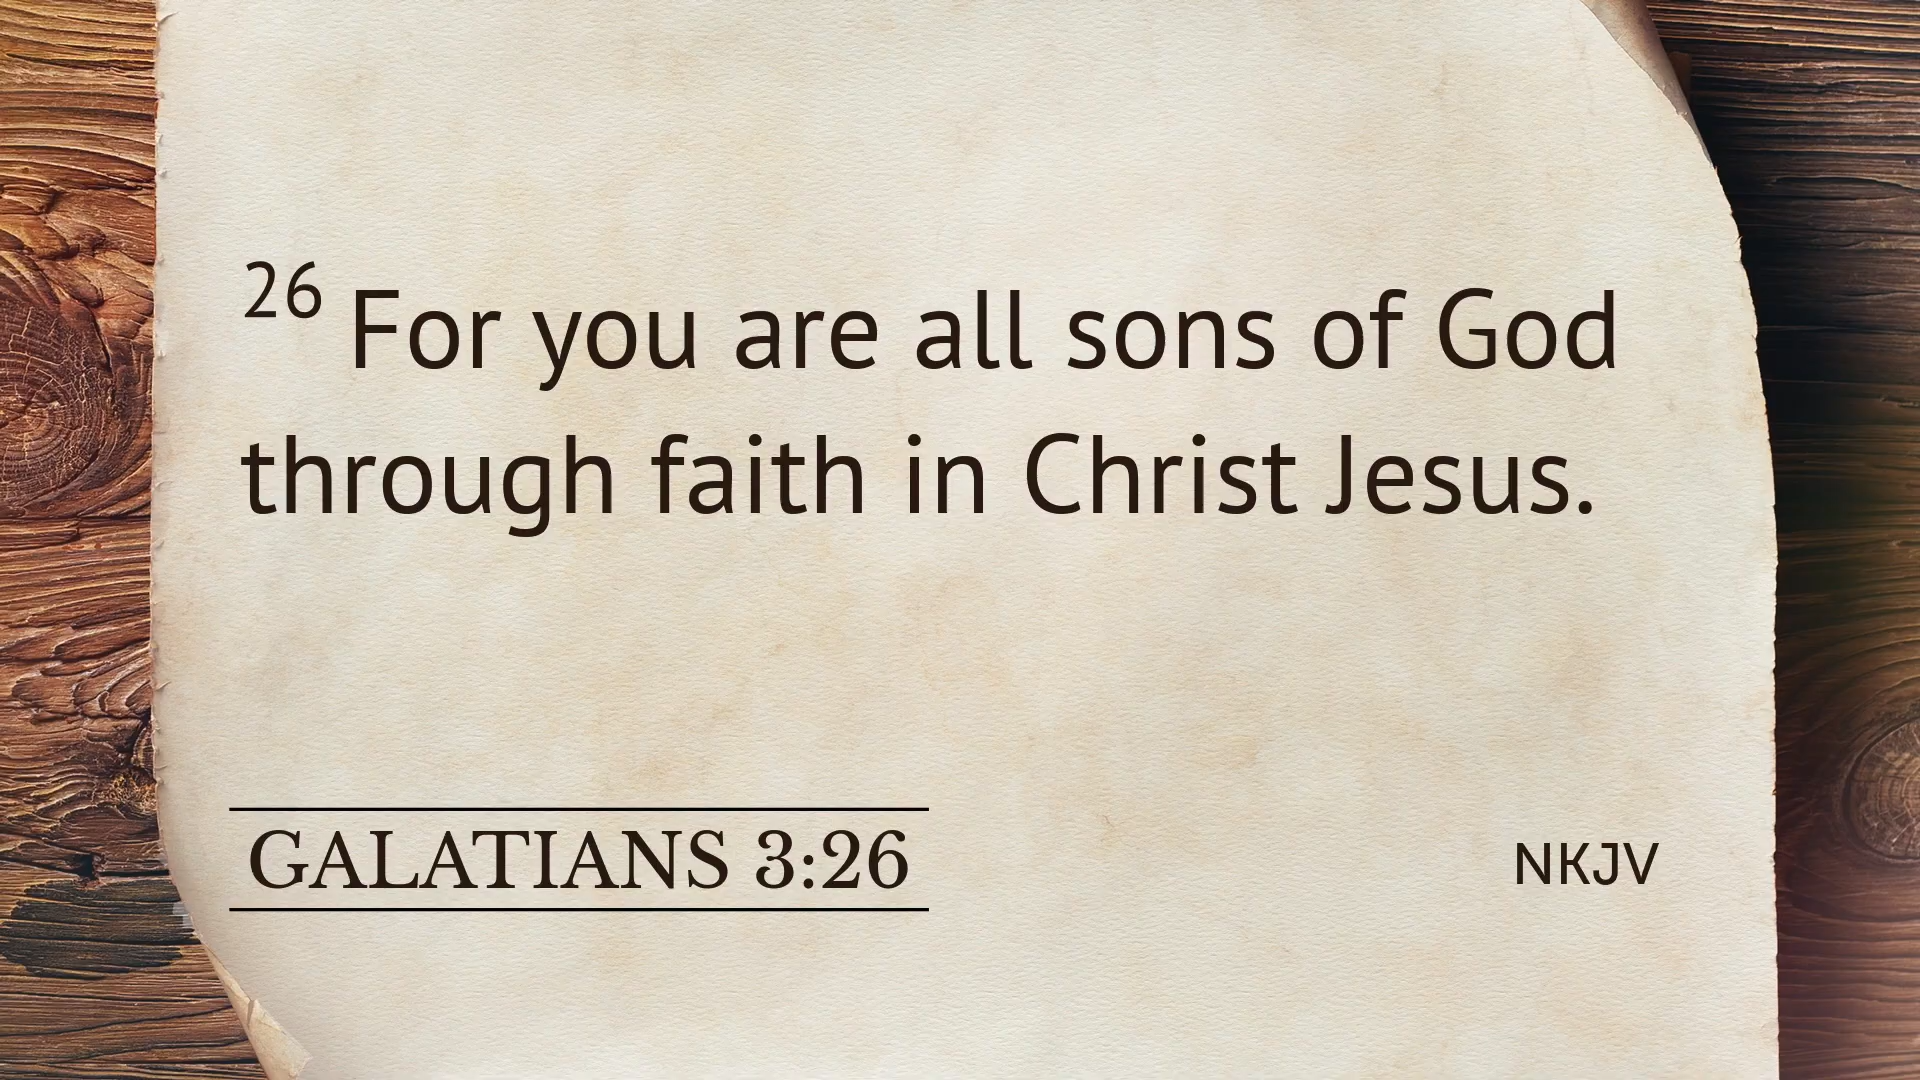 26 For you are all sons of God
through faith in Christ Jesus.
GALATIANS 3:26
NKJV